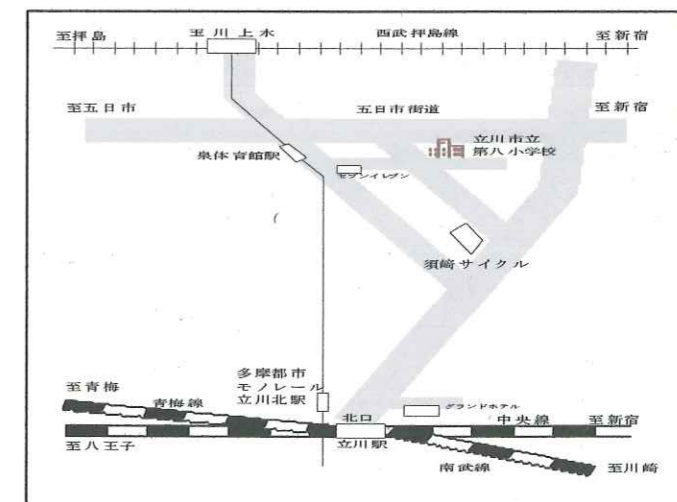 至拝島
玉川上水
西武拝島線
至新宿
至五日市
五日市街道
至新宿
立川市立
第八小学校
泉体育館駅
セブンイレブン
須崎サイクル
多摩都市
モノレール
立川北駅
至青梅
青梅線
北口
グランドホテル
中央線
至新宿
至八王子
立川駅
南武線
至川崎